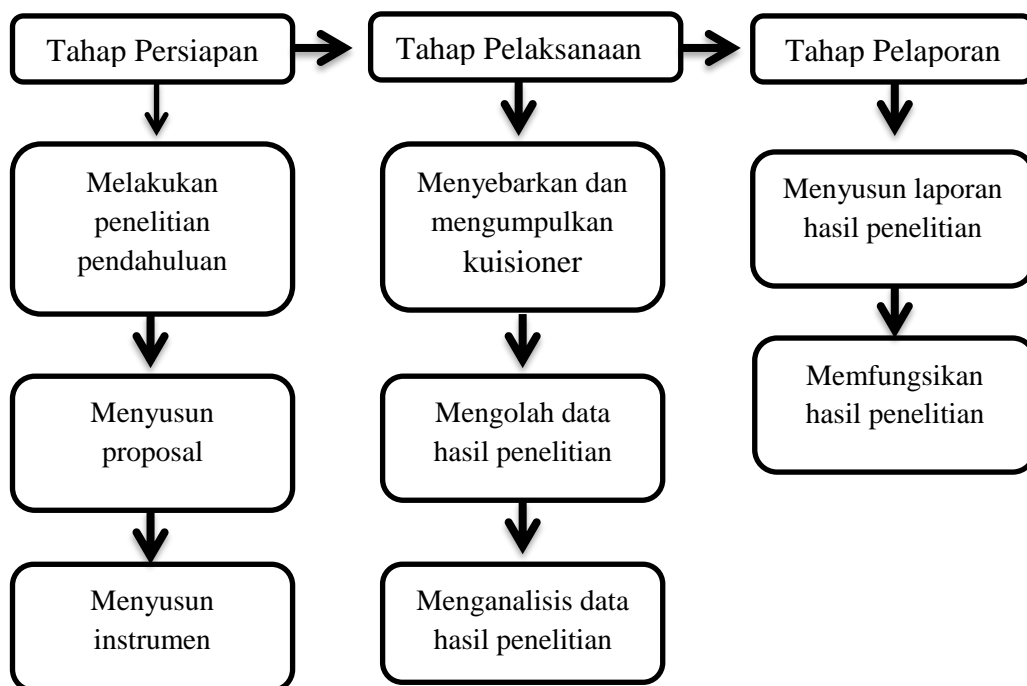 Tahap Persiapan
Tahap Pelaksanaan
Tahap Pelaporan
Melakukan
penelitian
pendahuluan
Menyebarkan dan
mengumpulkan
kuisioner
Menyusun laporan
hasil penelitian
Menyusun
proposal
Mengolah data
hasil penelitian
Memfungsikan
hasil penelitian
Menyusun
instrumen
Menganalisis data
hasil penelitian